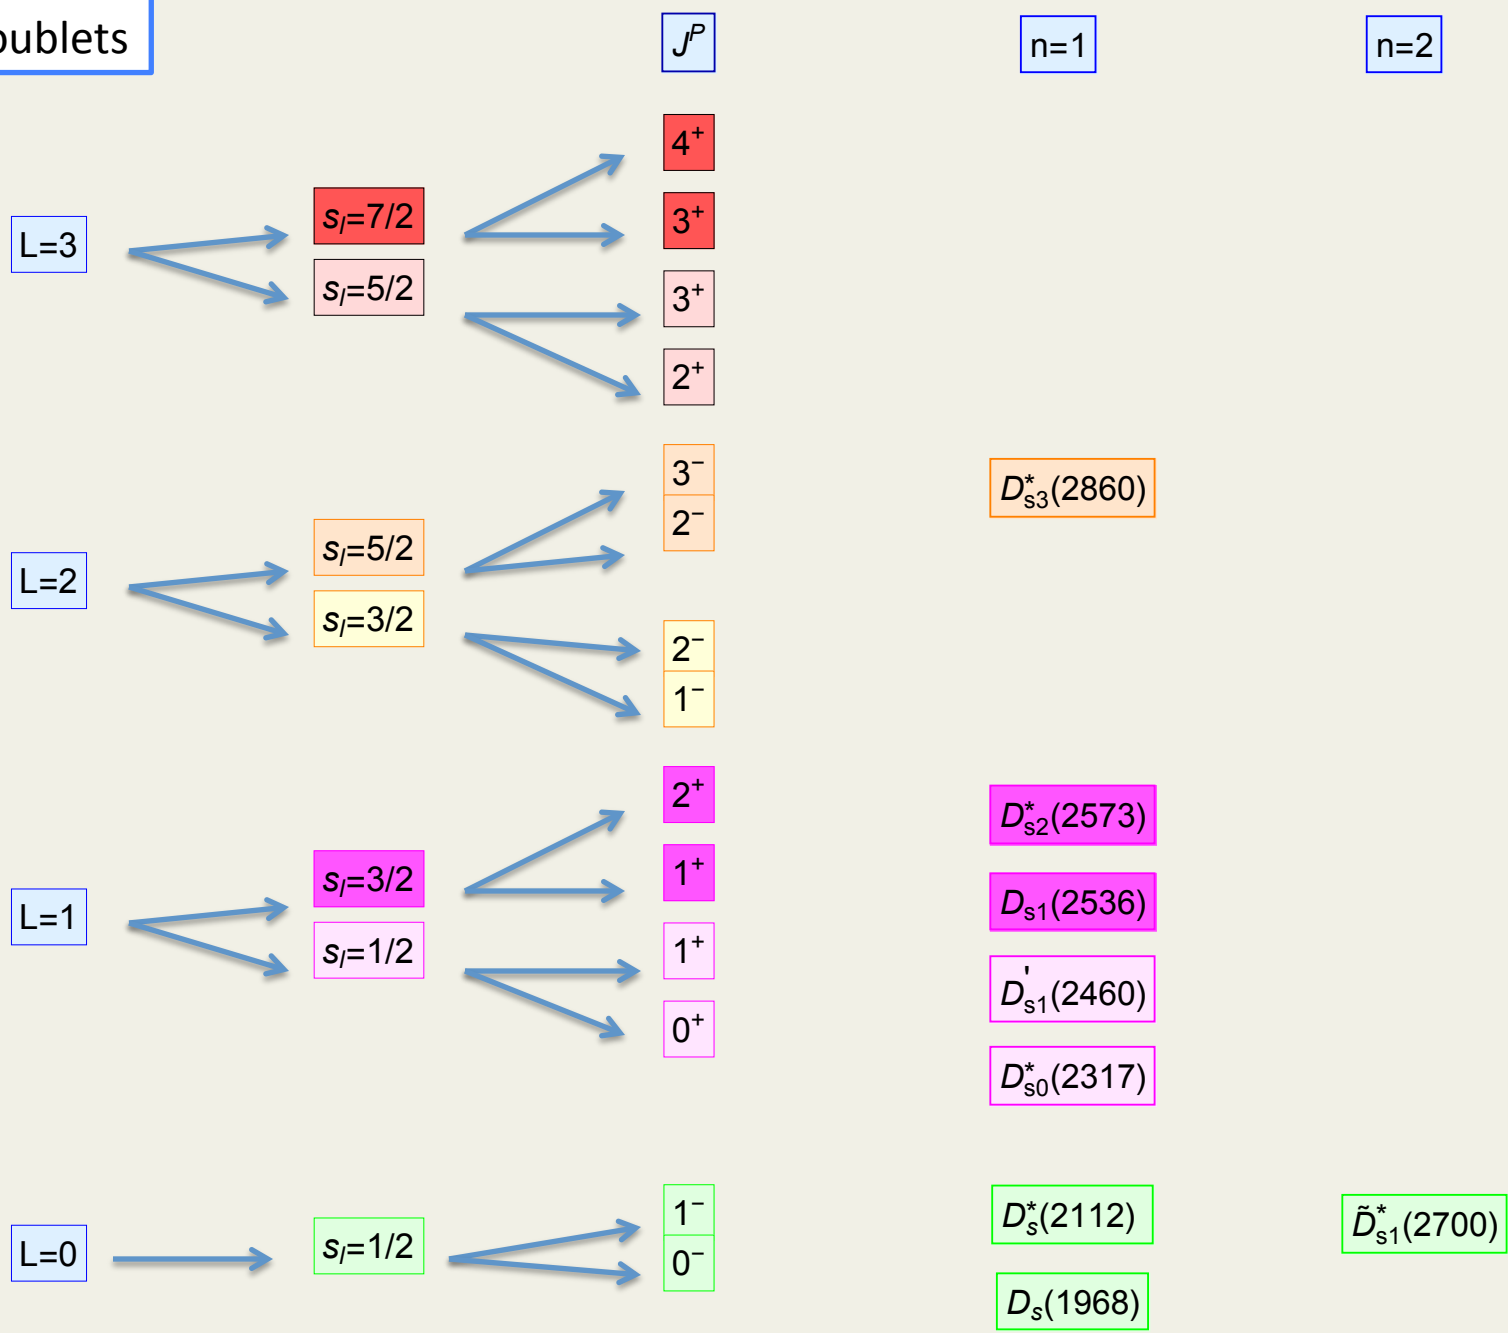 oublets
J^P n=1 n=2
4⁺
s_l=7/2 3⁺
L=3
s_l=5/2 3⁺
2⁺
3⁻ D*_s3(2860)
2⁻
s_l=5/2
L=2
s_l=3/2 2⁻
1⁻
2⁺ D*_s2(2573)
s_l=3/2 1⁺ D_s1(2536)
L=1
s_l=1/2 1⁺ D'_s1(2460)
0⁺ D*_s0(2317)
1⁻ D*_s(2112) D̃*_s1(2700)
L=0 s_l=1/2 0⁻
D_s(1968)